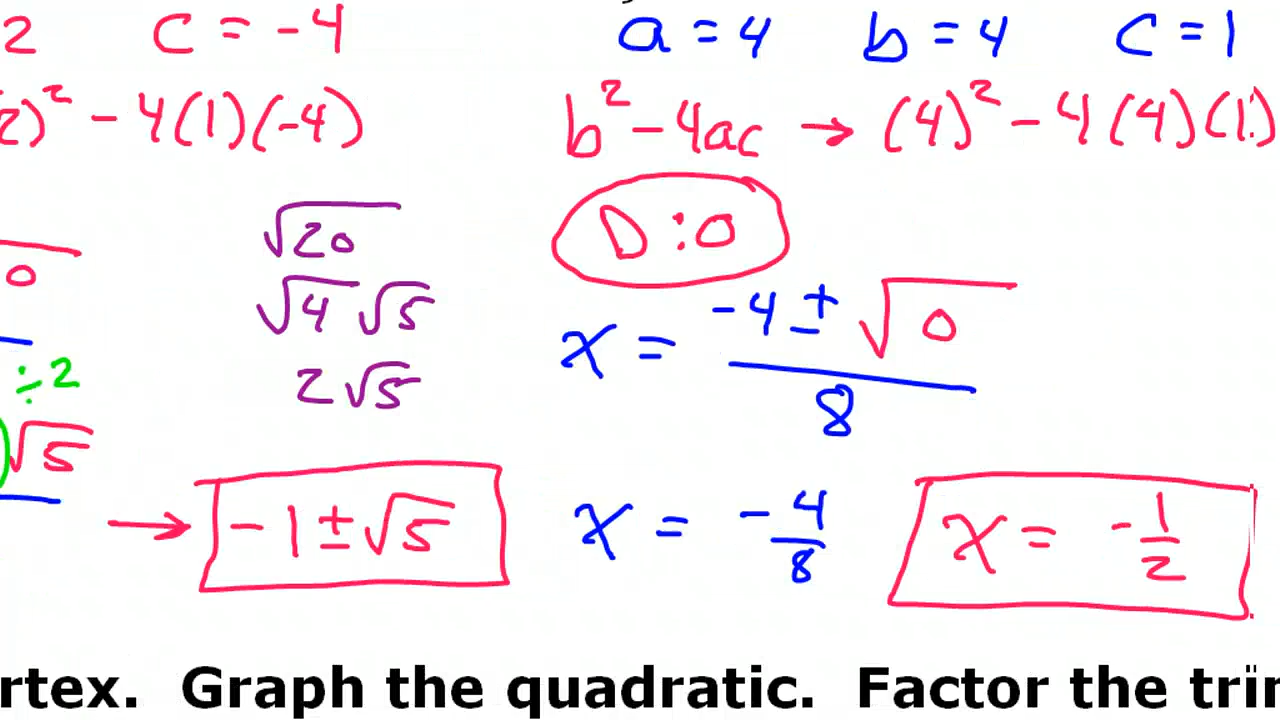 2 c = -4
2)² - 4(1)(-4)
0
√20
√4 √5
2√5
÷2
√5
→ -1 ± √5
a = 4 b = 4 c = 1
b² - 4ac → (4)² - 4(4)(1)
D : 0
x = -4 ± √0
8
x = -4/8 x = -1/2
rtex. Graph the quadratic. Factor the trin